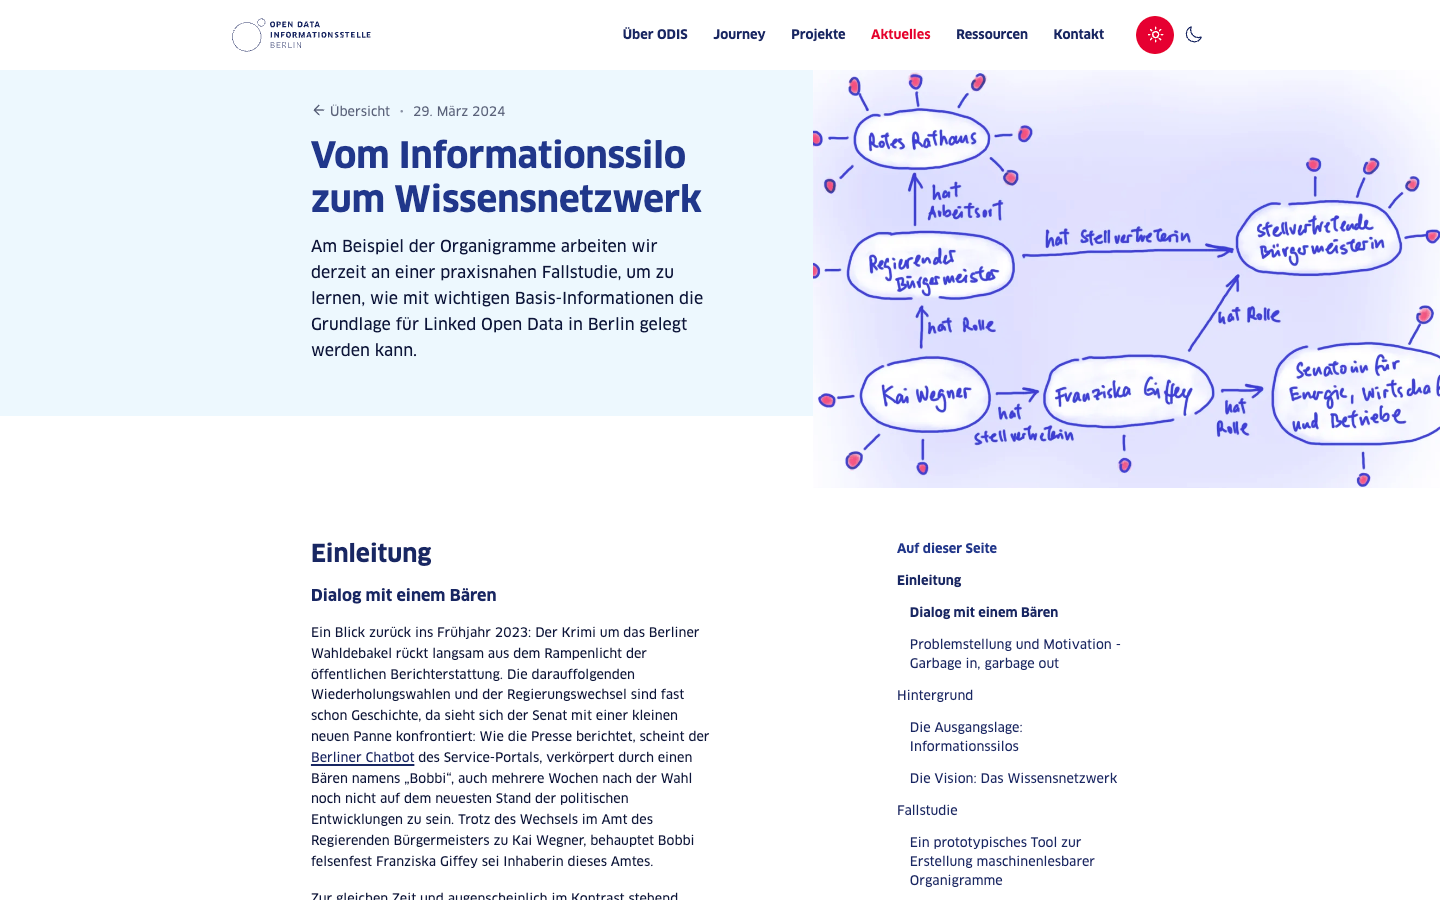 OPEN DATA
INFORMATIONSSTELLE
BERLIN
Über ODIS
Journey
Projekte
Aktuelles
Ressourcen
Kontakt
Übersicht • 29. März 2024
Vom Informationssilo
zum Wissensnetzwerk
Am Beispiel der Organigramme arbeiten wir
derzeit an einer praxisnahen Fallstudie, um zu
lernen, wie mit wichtigen Basis-Informationen die
Grundlage für Linked Open Data in Berlin gelegt
werden kann.
Rotes Rathaus
hat
Arbeitsort
Regierender
Bürgermeister
hat Stellvertreterin
Stellvertretende
Bürgermeisterin
hat Rolle
hat Rolle
Kai Wegner
hat
Stellvertreterin
Franziska Giffey
hat
Rolle
Senatorin für
Energie, Wirtschaf
und Betriebe
Einleitung
Dialog mit einem Bären
Ein Blick zurück ins Frühjahr 2023: Der Krimi um das Berliner
Wahldebakel rückt langsam aus dem Rampenlicht der
öffentlichen Berichterstattung. Die darauffolgenden
Wiederholungswahlen und der Regierungswechsel sind fast
schon Geschichte, da sieht sich der Senat mit einer kleinen
neuen Panne konfrontiert: Wie die Presse berichtet, scheint der
Berliner Chatbot des Service-Portals, verkörpert durch einen
Bären namens „Bobbi“, auch mehrere Wochen nach der Wahl
noch nicht auf dem neuesten Stand der politischen
Entwicklungen zu sein. Trotz des Wechsels im Amt des
Regierenden Bürgermeisters zu Kai Wegner, behauptet Bobbi
felsenfest Franziska Giffey sei Inhaberin dieses Amtes.
Zur gleichen Zeit und augenscheinlich im Kontrast stehend
Auf dieser Seite
Einleitung
Dialog mit einem Bären
Problemstellung und Motivation -
Garbage in, garbage out
Hintergrund
Die Ausgangslage:
Informationssilos
Die Vision: Das Wissensnetzwerk
Fallstudie
Ein prototypisches Tool zur
Erstellung maschinenlesbarer
Organigramme